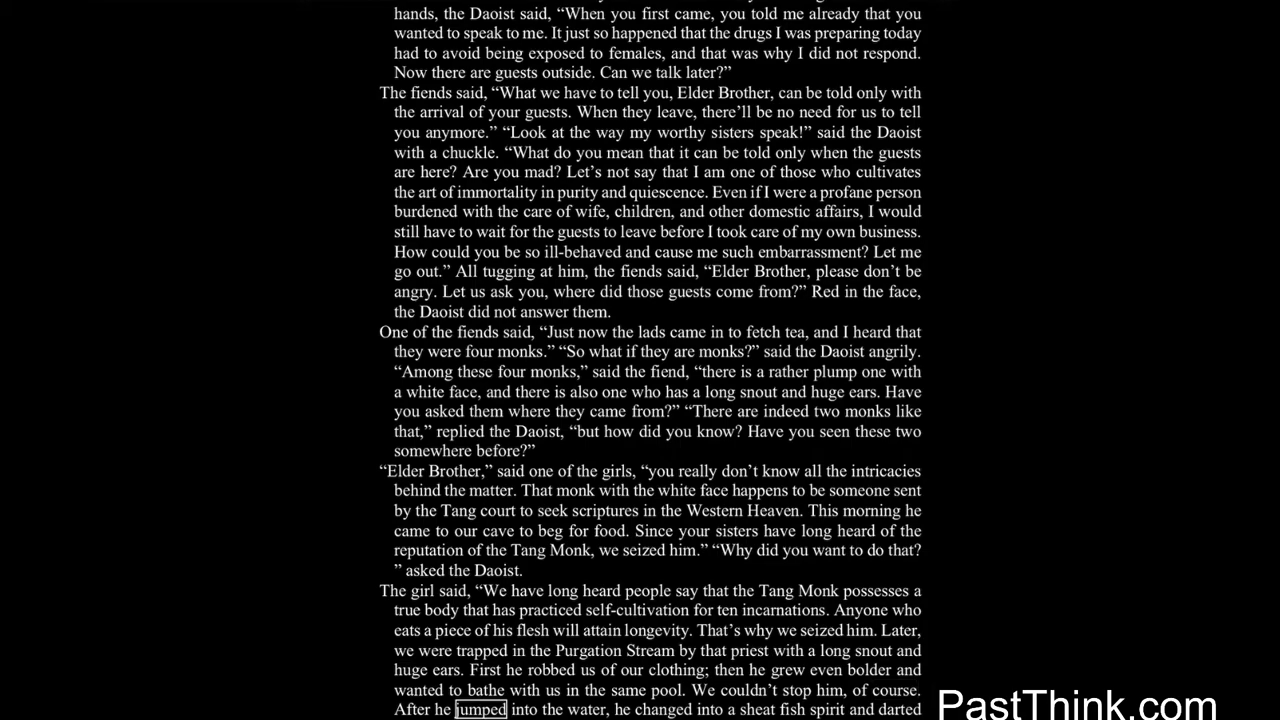 hands, the Daoist said, “When you first came, you told me already that you
wanted to speak to me. It just so happened that the drugs I was preparing today
had to avoid being exposed to females, and that was why I did not respond.
Now there are guests outside. Can we talk later?”
The fiends said, “What we have to tell you, Elder Brother, can be told only with
the arrival of your guests. When they leave, there’ll be no need for us to tell
you anymore.” “Look at the way my worthy sisters speak!” said the Daoist
with a chuckle. “What do you mean that it can be told only when the guests
are here? Are you mad? Let’s not say that I am one of those who cultivates
the art of immortality in purity and quiescence. Even if I were a profane person
burdened with the care of wife, children, and other domestic affairs, I would
still have to wait for the guests to leave before I took care of my own business.
How could you be so ill-behaved and cause me such embarrassment? Let me
go out.” All tugging at him, the fiends said, “Elder Brother, please don’t be
angry. Let us ask you, where did those guests come from?” Red in the face,
the Daoist did not answer them.
One of the fiends said, “Just now the lads came in to fetch tea, and I heard that
they were four monks.” “So what if they are monks?” said the Daoist angrily.
“Among these four monks,” said the fiend, “there is a rather plump one with
a white face, and there is also one who has a long snout and huge ears. Have
you asked them where they came from?” “There are indeed two monks like
that,” replied the Daoist, “but how did you know? Have you seen these two
somewhere before?”
“Elder Brother,” said one of the girls, “you really don’t know all the intricacies
behind the matter. That monk with the white face happens to be someone sent
by the Tang court to seek scriptures in the Western Heaven. This morning he
came to our cave to beg for food. Since your sisters have long heard of the
reputation of the Tang Monk, we seized him.” “Why did you want to do that?
” asked the Daoist.
The girl said, “We have long heard people say that the Tang Monk possesses a
true body that has practiced self-cultivation for ten incarnations. Anyone who
eats a piece of his flesh will attain longevity. That’s why we seized him. Later,
we were trapped in the Purgation Stream by that priest with a long snout and
huge ears. First he robbed us of our clothing; then he grew even bolder and
wanted to bathe with us in the same pool. We couldn’t stop him, of course.
After he jumped into the water, he changed into a sheat fish spirit and darted
PastThink.com